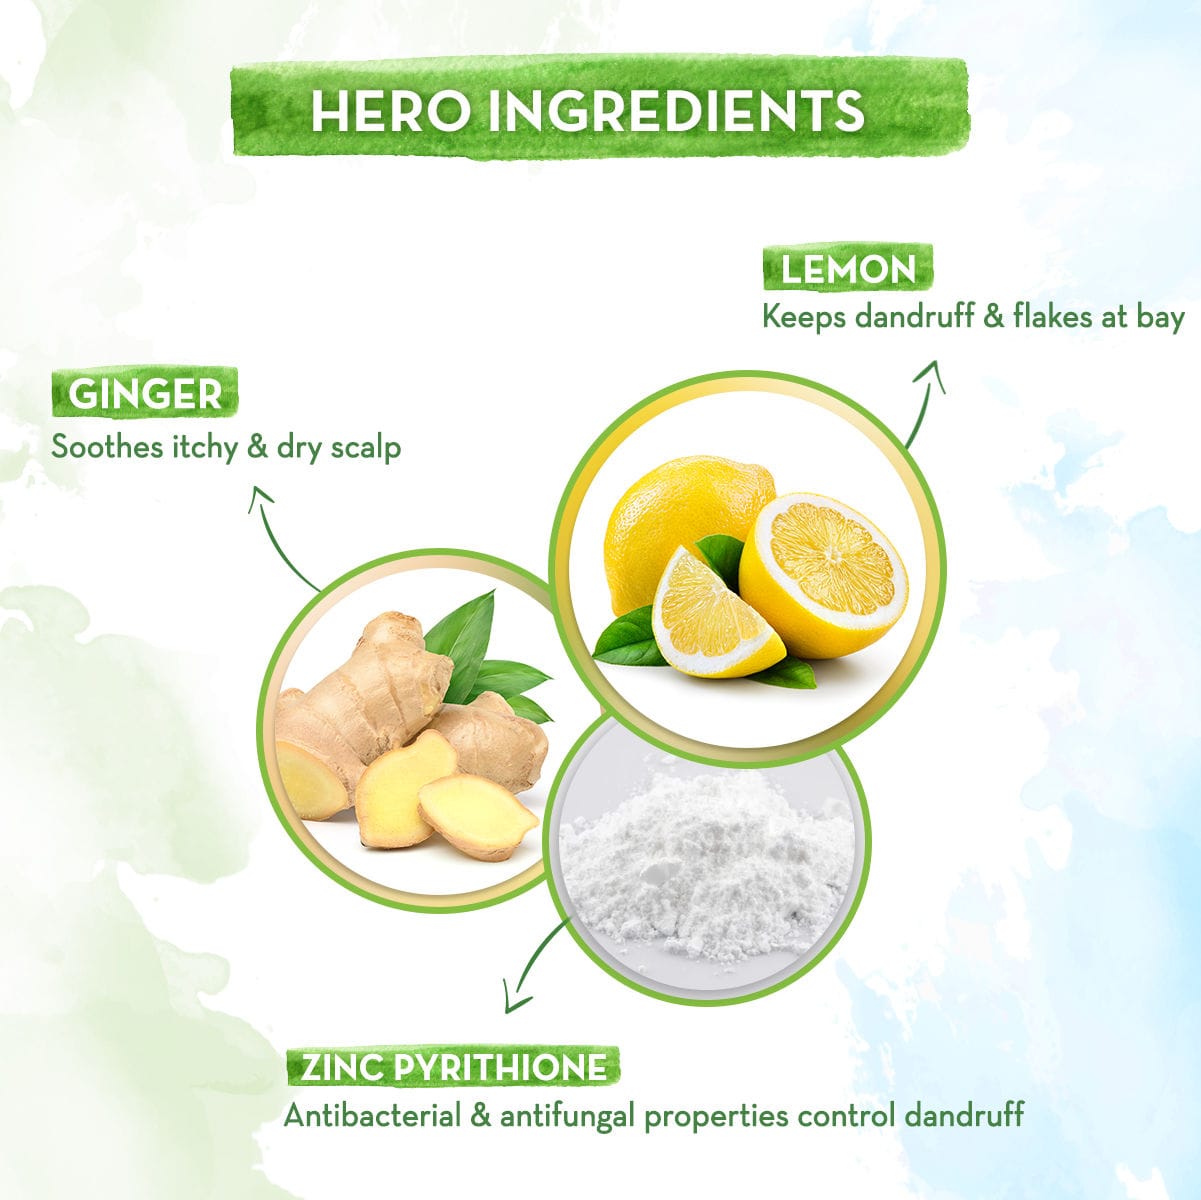 HERO INGREDIENTS
LEMON
Keeps dandruff & flakes at bay
GINGER
Soothes itchy & dry scalp
ZINC PYRITHIONE
Antibacterial & antifungal properties control dandruff